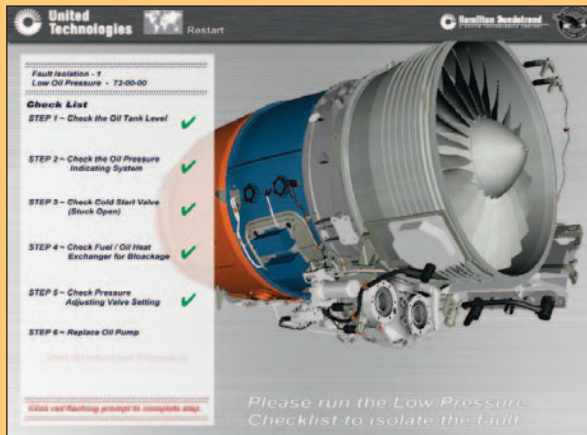 United
Technologies
Restart
Hamilton Sundstrand
A UNITED TECHNOLOGIES COMPANY
Fault Isolation - 1
Low Oil Pressure - 72-00-00
Check List
STEP 1 ~ Check the Oil Tank Level
STEP 2 ~ Check the Oil Pressure
Indicating System
STEP 3 ~ Check Cold Start Valve
(Stuck Open)
STEP 4 ~ Check Fuel / Oil Heat
Exchanger for Bloackage
STEP 5 ~ Check Pressure
Adjusting Valve Setting
STEP 6 ~ Replace Oil Pump
Click red flashing prompt to complete step.
Please run the Low Pressure
Checklist to isolate the fault